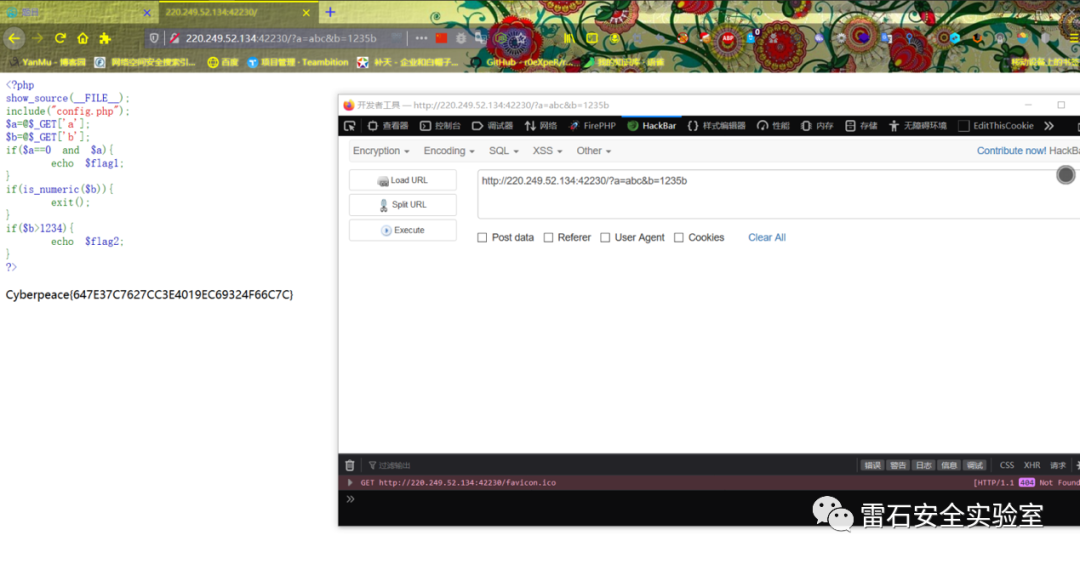 220.249.52.134:42230/
220.249.52.134:42230/?a=abc&b=1235b
YanMu - 博客园
网络空间安全搜索引...
百度
项目管理 - Teambition
补天 - 企业和白帽子...
GitHub - r0eXpeR/r...
<?php
show_source(__FILE__);
include("config.php");
$a=@$_GET['a'];
$b=@$_GET['b'];
if($a==0 and $a){
echo $flag1;
}
if(is_numeric($b)){
exit();
}
if($b>1234){
echo $flag2;
}
?>
Cyberpeace{647E37C7627CC3E4019EC69324F66C7C}
开发者工具 — http://220.249.52.134:42230/?a=abc&b=1235b
查看器 控制台 调试器 网络 FirePHP HackBar 样式编辑器 性能 内存 存储 无障碍环境 EditThisCookie
Encryption Encoding SQL XSS Other Contribute now! HackBa
Load URL
http://220.249.52.134:42230/?a=abc&b=1235b
Split URL
Execute
Post data Referer User Agent Cookies Clear All
过滤输出
错误 警告 日志 信息 调试 CSS XHR 请求
GET http://220.249.52.134:42230/favicon.ico [HTTP/1.1 404 Not Found
雷石安全实验室